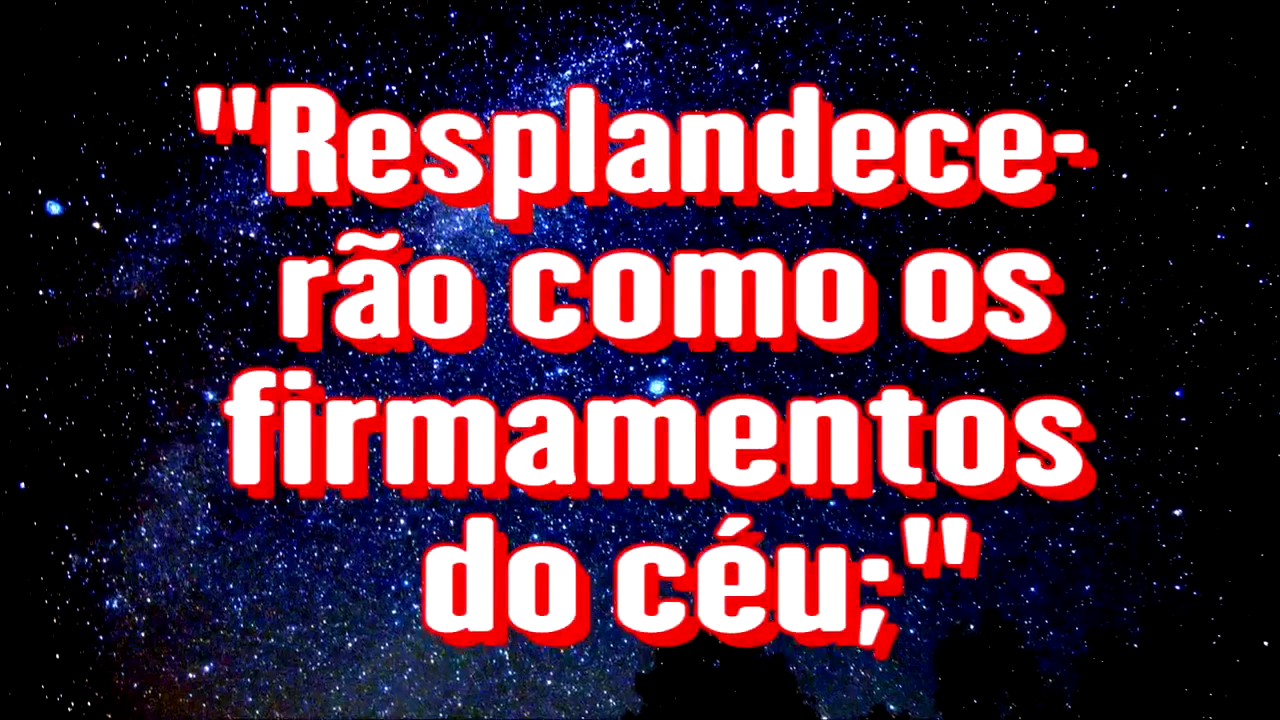 "Resplandece-
rão como os
firmamentos
do céu;"